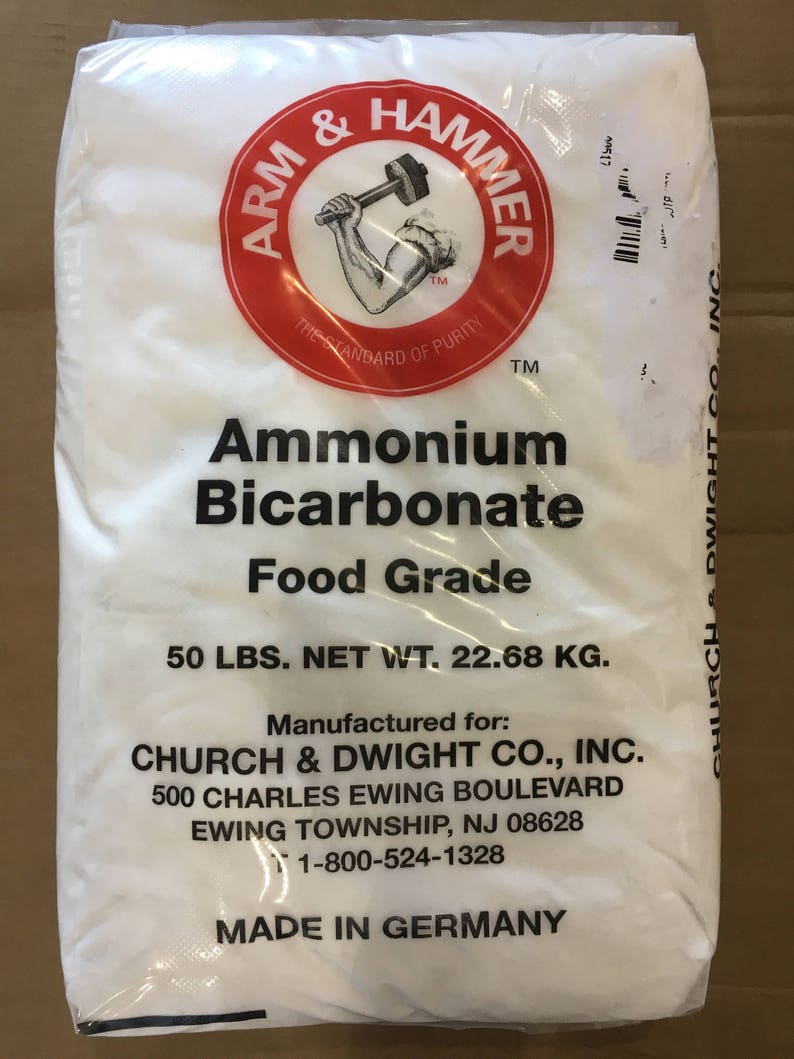 ARM & HAMMER
TM
THE STANDARD OF PURITY
TM
Ammonium
Bicarbonate
Food Grade
50 LBS. NET WT. 22.68 KG.
Manufactured for:
CHURCH & DWIGHT CO., INC.
500 CHARLES EWING BOULEVARD
EWING TOWNSHIP, NJ 08628
T 1-800-524-1328
MADE IN GERMANY
CHURCH & DWIGHT CO., INC.